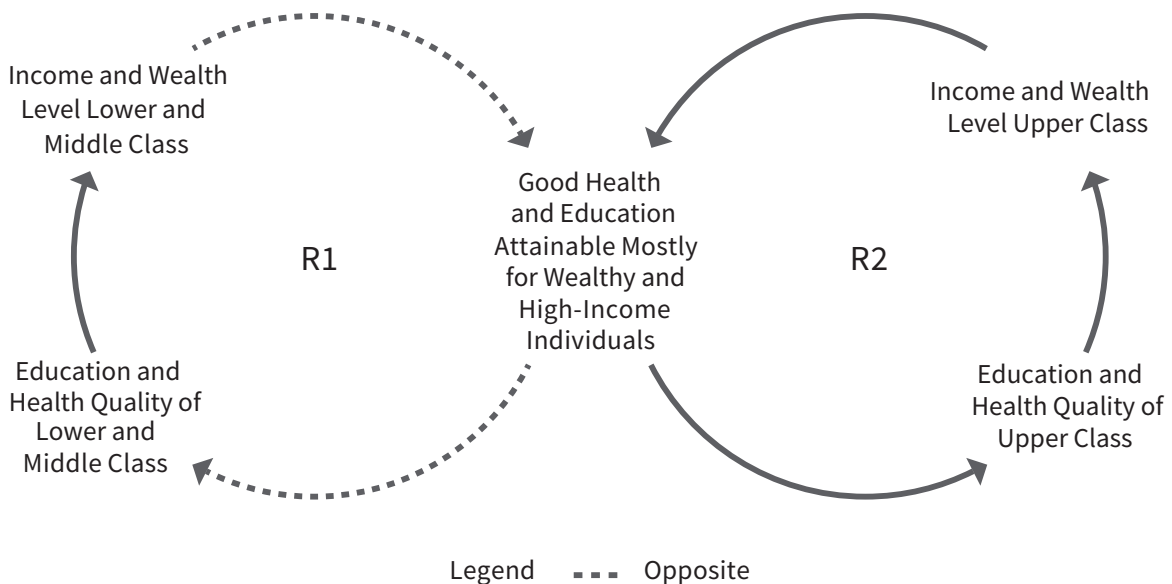 Income and Wealth
Level Lower and
Middle Class
Income and Wealth
Level Upper Class
Good Health
and Education
Attainable Mostly
for Wealthy and
High-Income
Individuals
R1
R2
Education and
Health Quality of
Lower and
Middle Class
Education and
Health Quality of
Upper Class
Legend Opposite